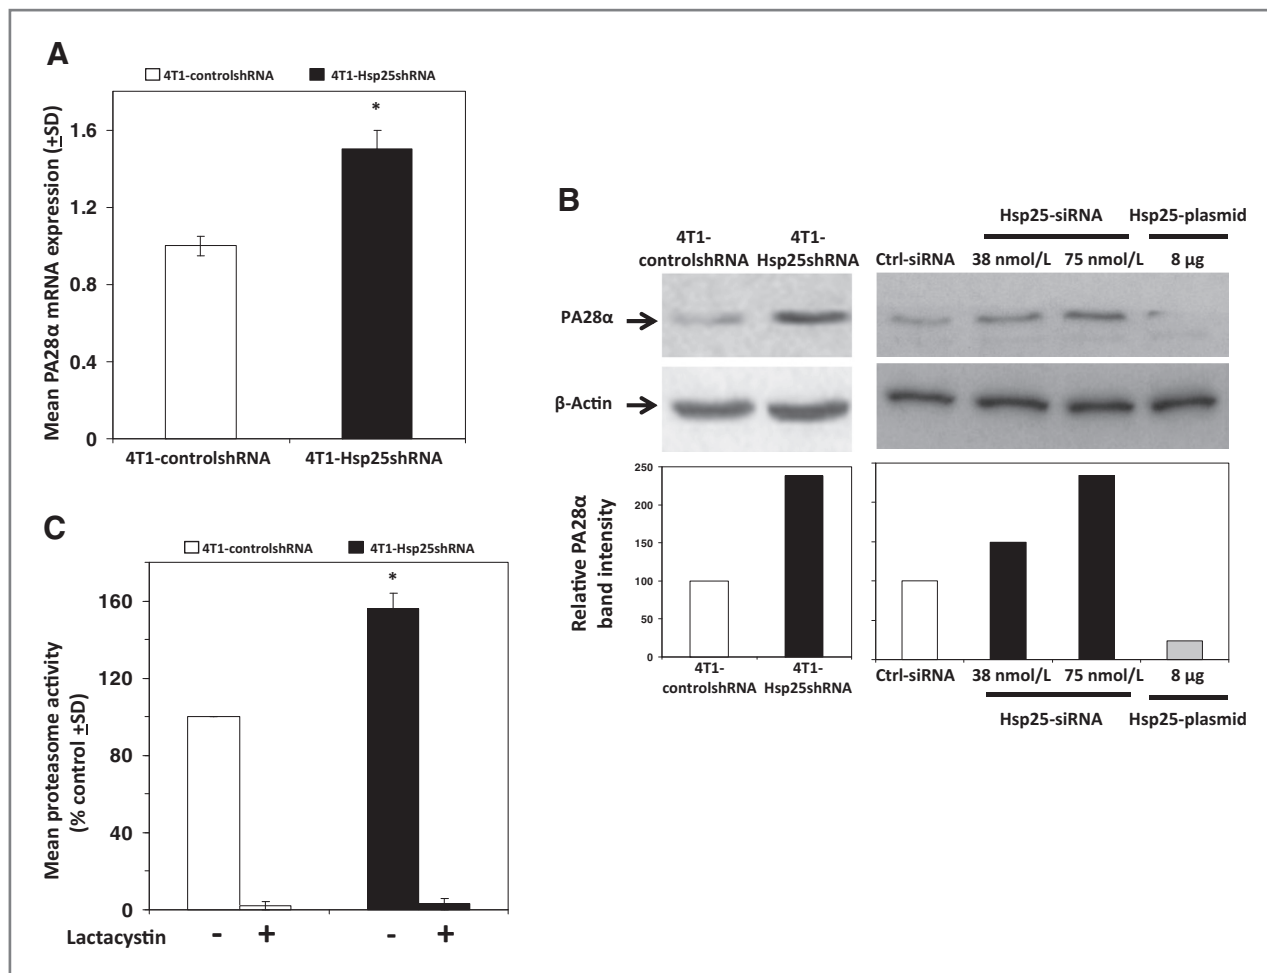 A
4T1-controlshRNA 4T1-Hsp25shRNA
Mean PA28α mRNA expression (±SD)
1.6
1.2
0.8
0.4
0
*
4T1-controlshRNA 4T1-Hsp25shRNA
B
4T1-
controlshRNA
4T1-
Hsp25shRNA
Hsp25-siRNA Hsp25-plasmid
Ctrl-siRNA 38 nmol/L 75 nmol/L 8 µg
PA28α
β-Actin
Relative PA28α
band intensity
250
200
150
100
50
0
4T1-
controlshRNA
4T1-
Hsp25shRNA
Ctrl-siRNA 38 nmol/L 75 nmol/L 8 µg
Hsp25-siRNA Hsp25-plasmid
C
4T1-controlshRNA 4T1-Hsp25shRNA
Mean proteasome activity
(% control ±SD)
160
120
80
40
0
*
Lactacystin - + - +